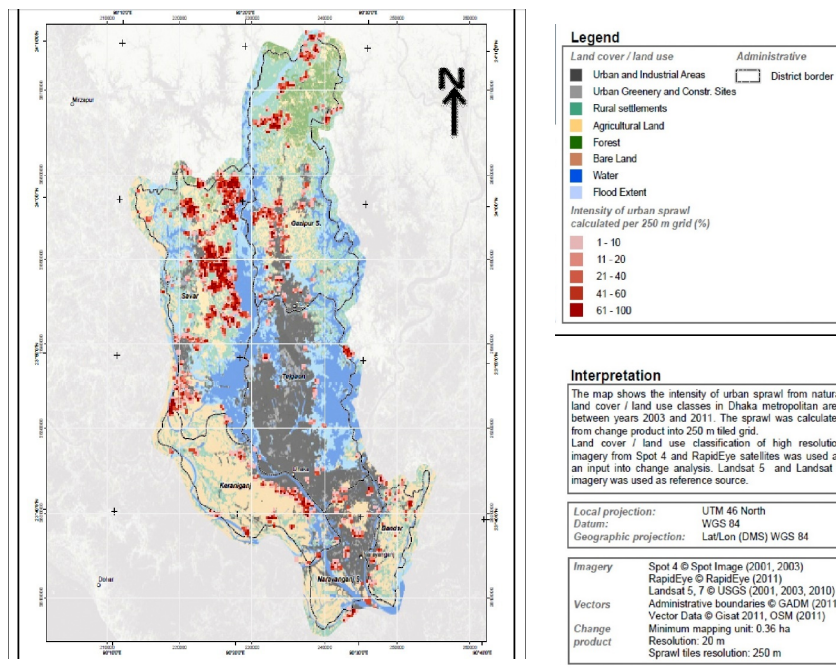 Mirzapur
Gazipur S.
Savar
Tejgaon
Dhaka
Keraniganj
Bandar
Narayanganj S.
Dohar
N
Legend
Land cover / land use
Administrative
Urban and Industrial Areas
District border
Urban Greenery and Constr. Sites
Rural settlements
Agricultural Land
Forest
Bare Land
Water
Flood Extent
Intensity of urban sprawl
calculated per 250 m grid (%)
1 - 10
11 - 20
21 - 40
41 - 60
61 - 100
Interpretation
The map shows the intensity of urban sprawl from natura
land cover / land use classes in Dhaka metropolitan are
between years 2003 and 2011. The sprawl was calculate
from change product into 250 m tiled grid.
Land cover / land use classification of high resolution
imagery from Spot 4 and RapidEye satellites was used a
an input into change analysis. Landsat 5 and Landsat
imagery was used as reference source.
Local projection: UTM 46 North
Datum: WGS 84
Geographic projection: Lat/Lon (DMS) WGS 84
Imagery Spot 4 © Spot Image (2001, 2003)
RapidEye © RapidEye (2011)
Landsat 5, 7 © USGS (2001, 2003, 2010)
Vectors Administrative boundaries © GADM (2011
Vector Data © Gisat 2011, OSM (2011)
Change Minimum mapping unit: 0.36 ha
product Resolution: 20 m
Sprawl tiles resolution: 250 m